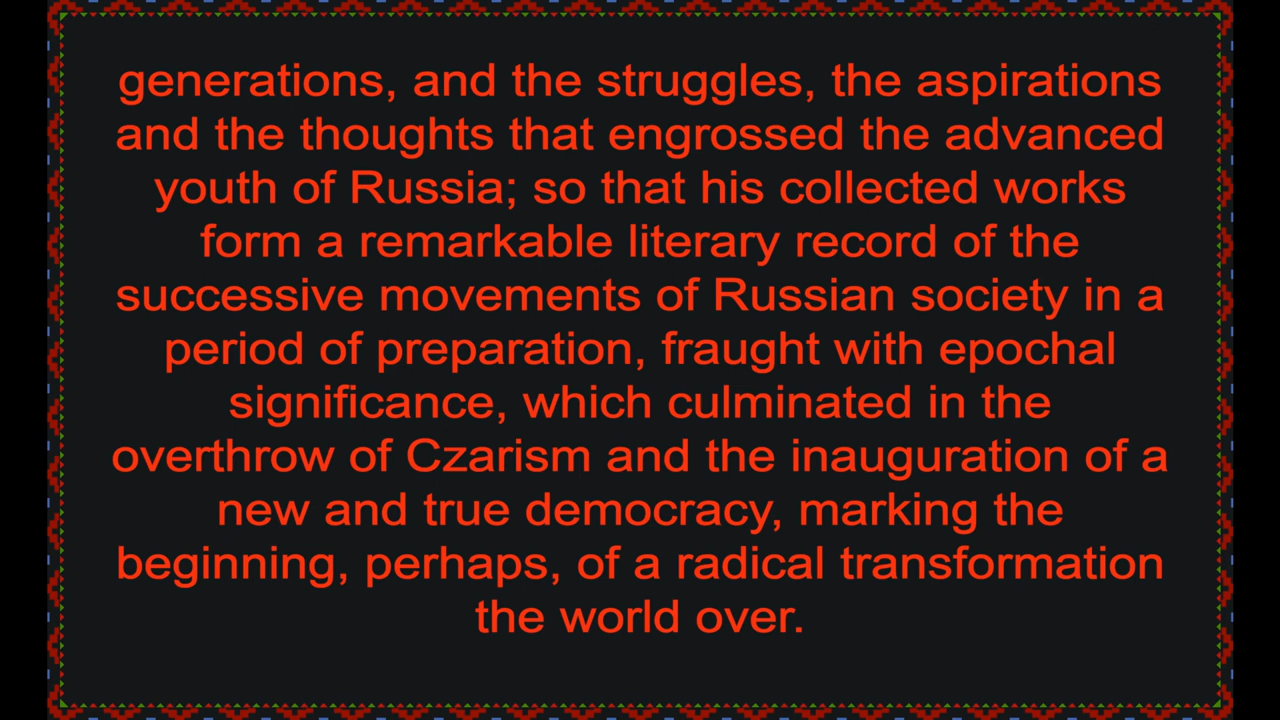 generations, and the struggles, the aspirations
and the thoughts that engrossed the advanced
youth of Russia; so that his collected works
form a remarkable literary record of the
successive movements of Russian society in a
period of preparation, fraught with epochal
significance, which culminated in the
overthrow of Czarism and the inauguration of a
new and true democracy, marking the
beginning, perhaps, of a radical transformation
the world over.